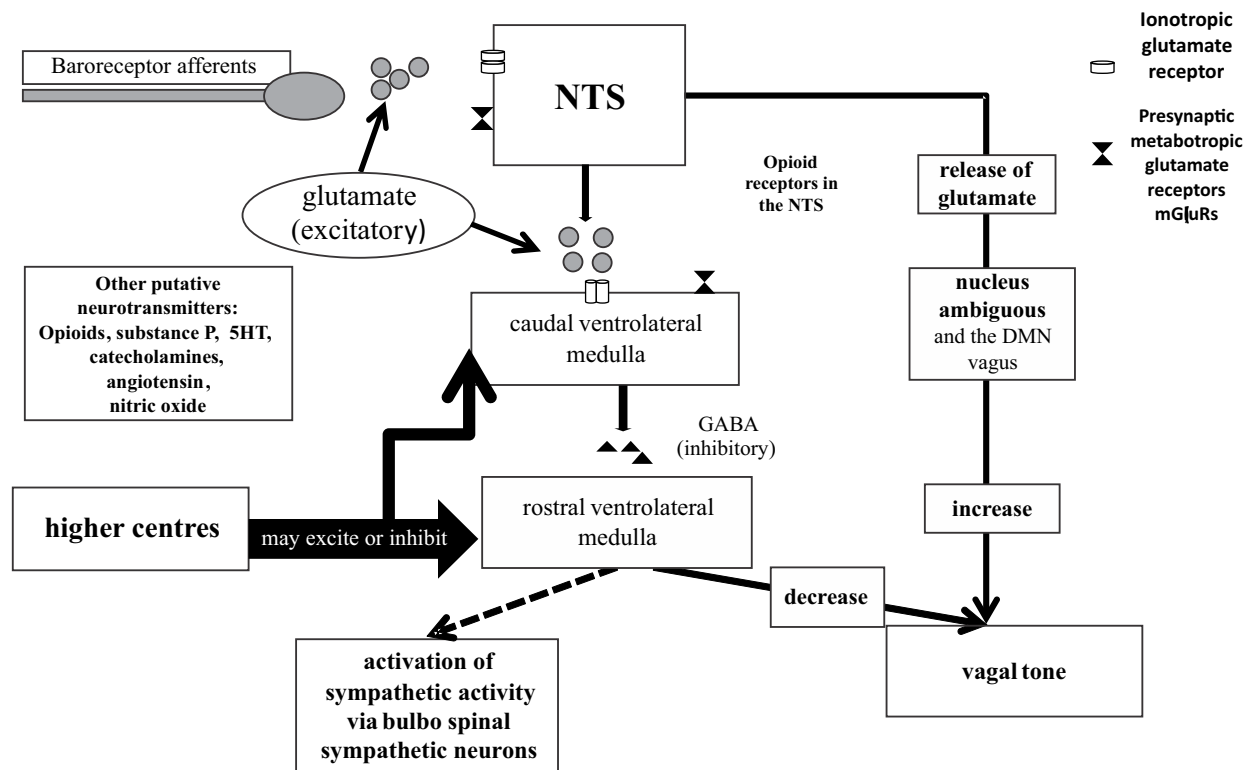 Baroreceptor afferents
NTS
Ionotropic
glutamate
receptor
Presynaptic
metabotropic
glutamate
receptors
mGluRs
glutamate
(excitatory)
Opioid
receptors in
the NTS
release of
glutamate
Other putative
neurotransmitters:
Opioids, substance P, 5HT,
catecholamines,
angiotensin,
nitric oxide
caudal ventrolateral
medulla
nucleus
ambiguous
and the DMN
vagus
GABA
(inhibitory)
higher centres
may excite or inhibit
rostral ventrolateral
medulla
increase
decrease
activation of
sympathetic activity
via bulbo spinal
sympathetic neurons
vagal tone